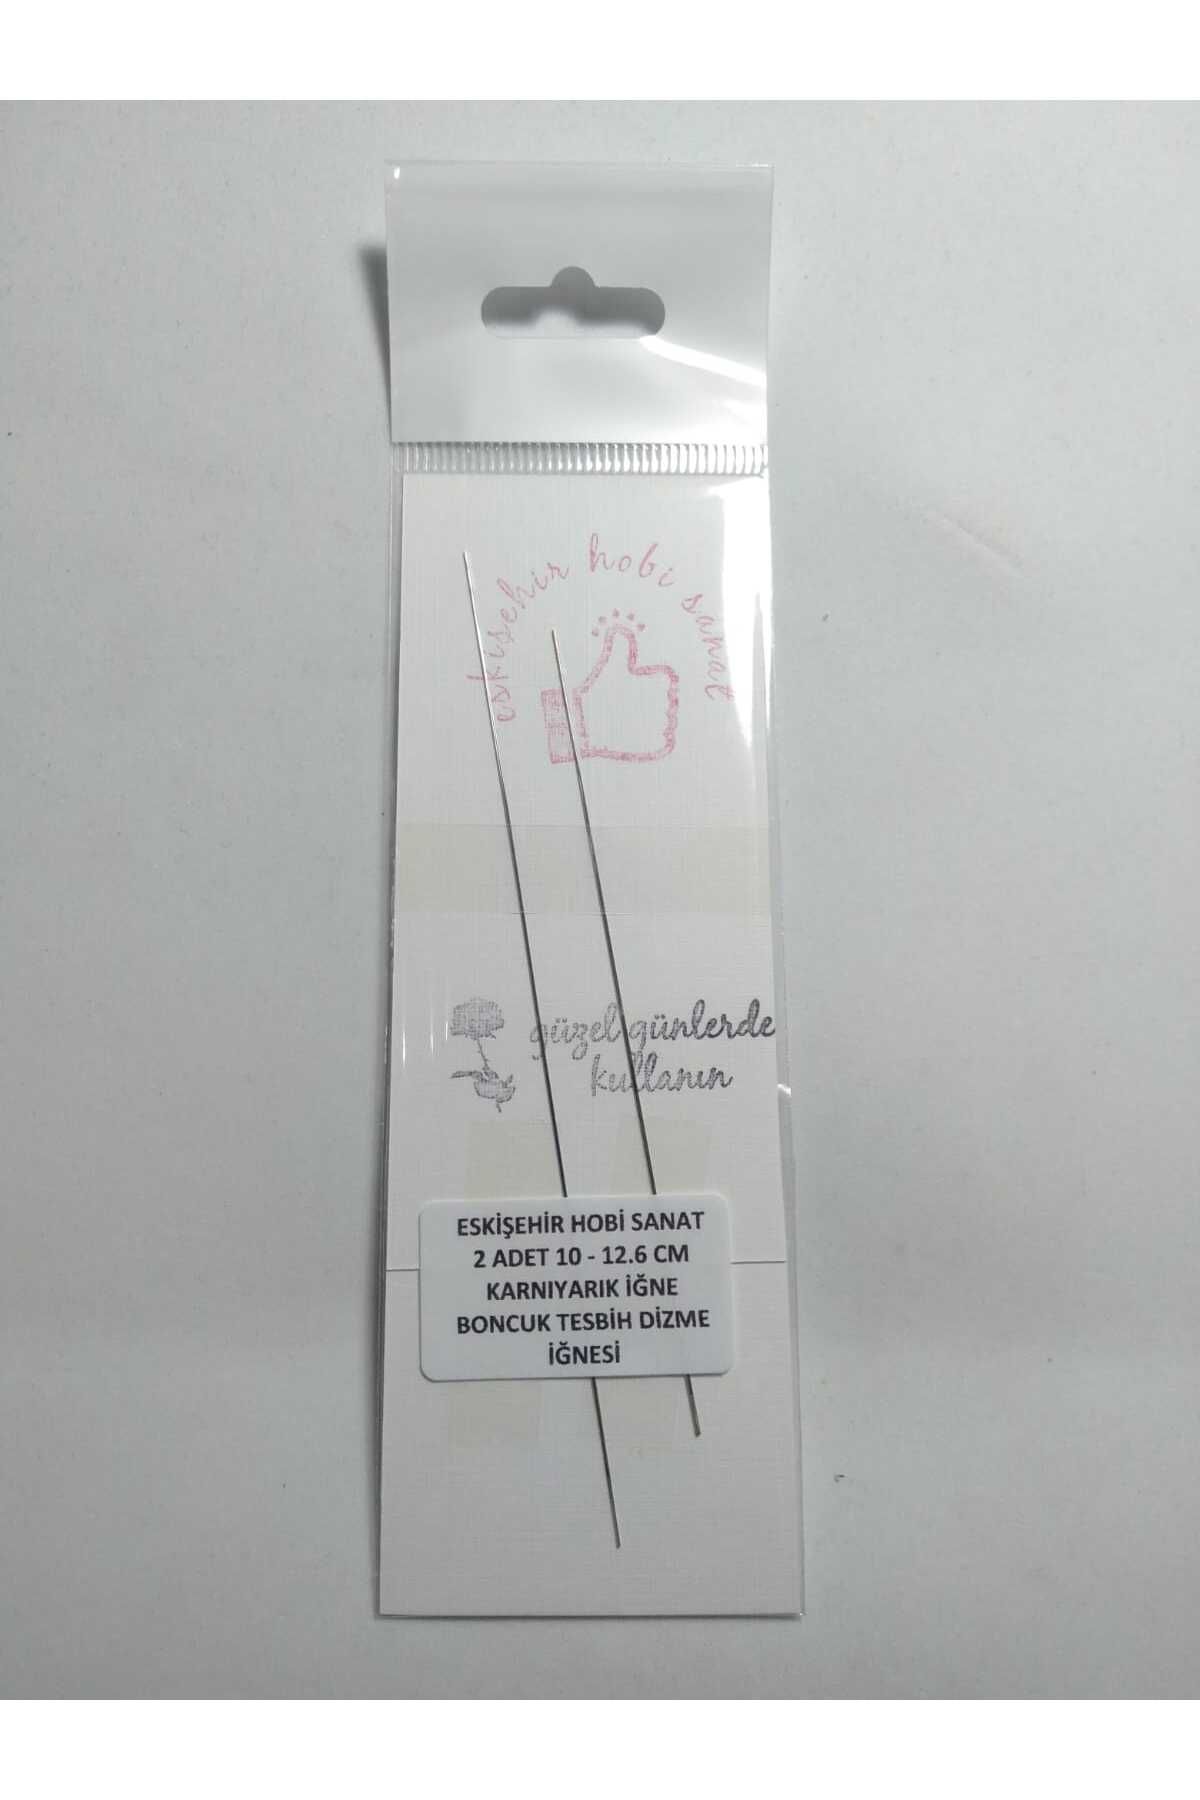 eskişehir hobi sanat
güzel günlerde
kullanın
ESKİŞEHİR HOBİ SANAT
2 ADET 10 - 12.6 CM
KARNIYARIK İĞNE
BONCUK TESBİH DİZME
İĞNESİ